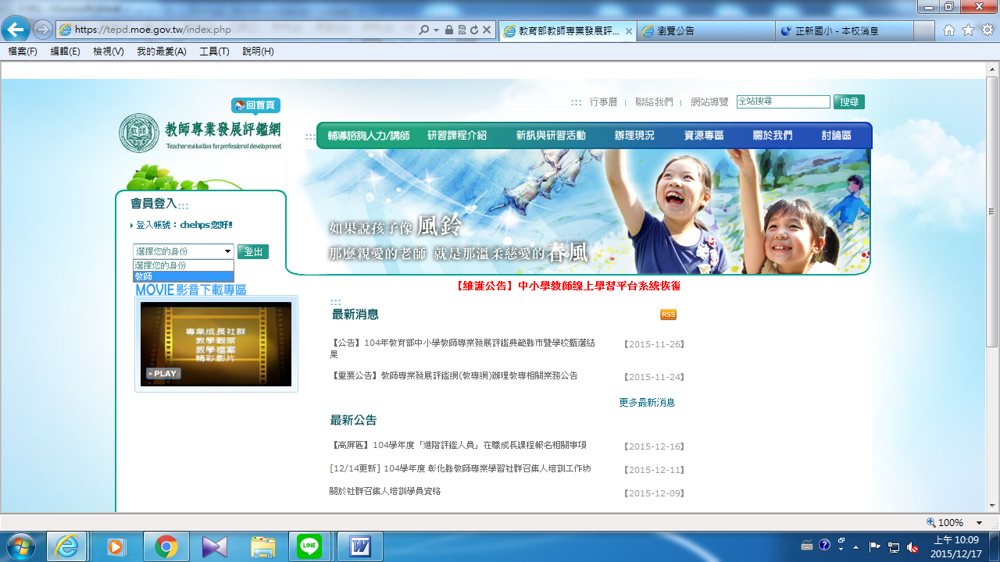 https://tepd.moe.gov.tw/index.php
教育部教師專業發展評...
瀏覽公告
正新國小 - 本校消息
檔案(F) 編輯(E) 檢視(V) 我的最愛(A) 工具(T) 說明(H)
回首頁
教師專業發展評鑑網
Teacher evaluation for professional development
::: 行事曆 | 聯絡我們 | 網站導覽 全站搜尋 搜尋
::: 輔導諮詢人力/講師 研習課程介紹 新訊與研習活動 辦理現況 資源專區 關於我們 討論區
如果說孩子像 風鈴
那麼親愛的老師 就是那溫柔慈愛的春風
會員登入:::
登入帳號：chehps您好!!
選擇您的身份 登出
選擇您的身份
教師
MOVIE 影音下載專區
專業成長社群
教學觀察
教學檔案
精彩影片
PLAY
【維護公告】中小學教師線上學習平台系統恢復
:::
最新消息 RSS
【公告】104年教育部中小學教師專業發展評鑑典範縣市暨學校甄選結
果
【2015-11-26】
【重要公告】教師專業發展評鑑網(教專網)辦理教專相關業務公告 【2015-11-24】
更多最新消息
最新公告
【高屏區】104學年度「進階評鑑人員」在職成長課程報名相關事項 【2015-12-16】
[12/14更新] 104學年度 彰化縣教師專業學習社群召集人培訓工作坊 【2015-12-11】
關於社群召集人培訓學員資格 【2015-12-09】
100%
LINE
上午 10:09
2015/12/17